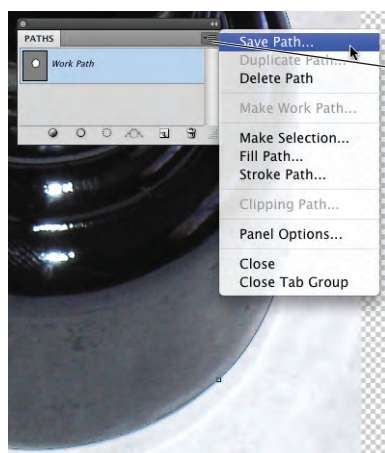 PATHS
Work Path
Save Path...
Duplicate Path...
Delete Path
Make Work Path...
Make Selection...
Fill Path...
Stroke Path...
Clipping Path...
Panel Options...
Close
Close Tab Group